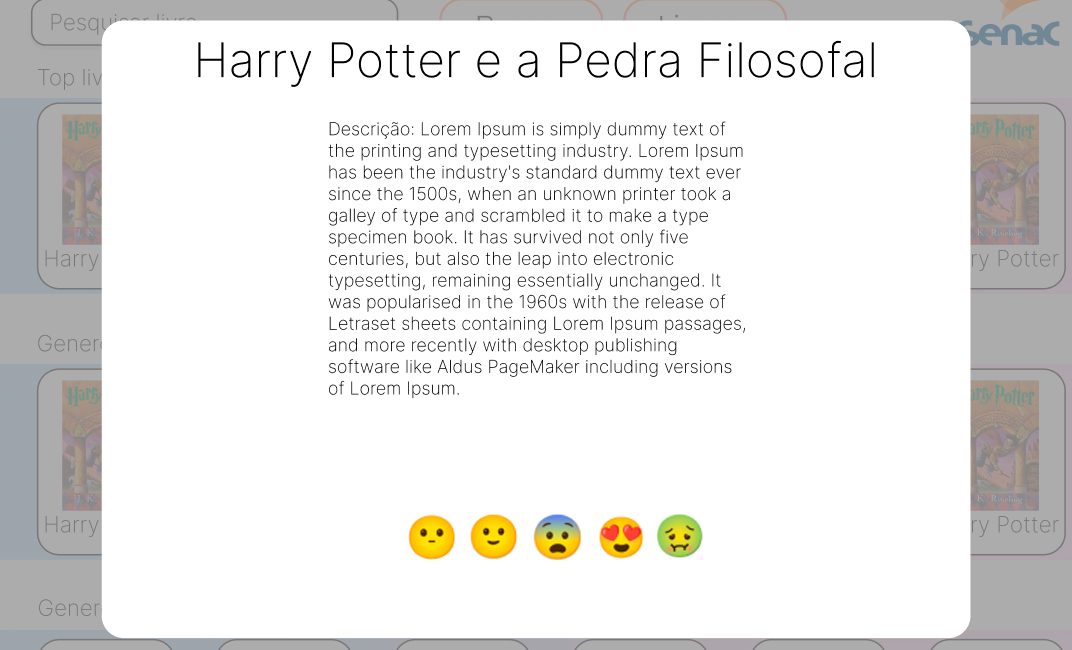 Pesquisar livro
Senac
Harry Potter e a Pedra Filosofal
Top liv
Descrição: Lorem Ipsum is simply dummy text of
the printing and typesetting industry. Lorem Ipsum
has been the industry's standard dummy text ever
since the 1500s, when an unknown printer took a
galley of type and scrambled it to make a type
specimen book. It has survived not only five
centuries, but also the leap into electronic
typesetting, remaining essentially unchanged. It
was popularised in the 1960s with the release of
Letraset sheets containing Lorem Ipsum passages,
and more recently with desktop publishing
software like Aldus PageMaker including versions
of Lorem Ipsum.
Harry
Potter
Harry
ry Potter
Gener
Harry
Potter
Harry
ry Potter
Gener